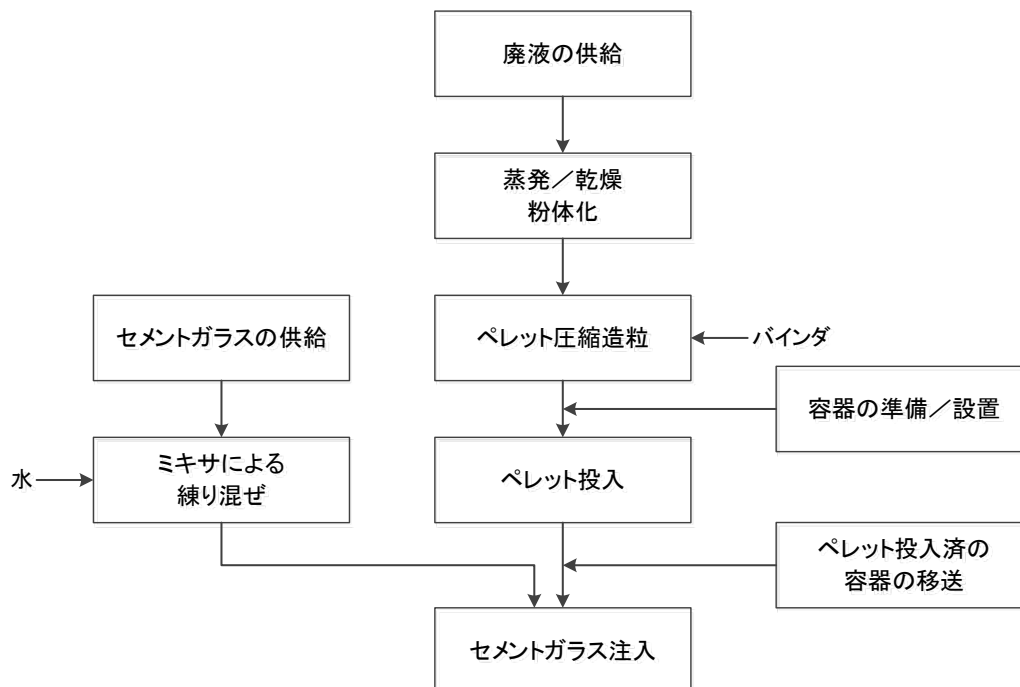 廃液の供給
蒸発／乾燥
粉体化
セメントガラスの供給
ペレット圧縮造粒
バインダ
容器の準備／設置
水
ミキサによる
練り混ぜ
ペレット投入
ペレット投入済の
容器の移送
セメントガラス注入